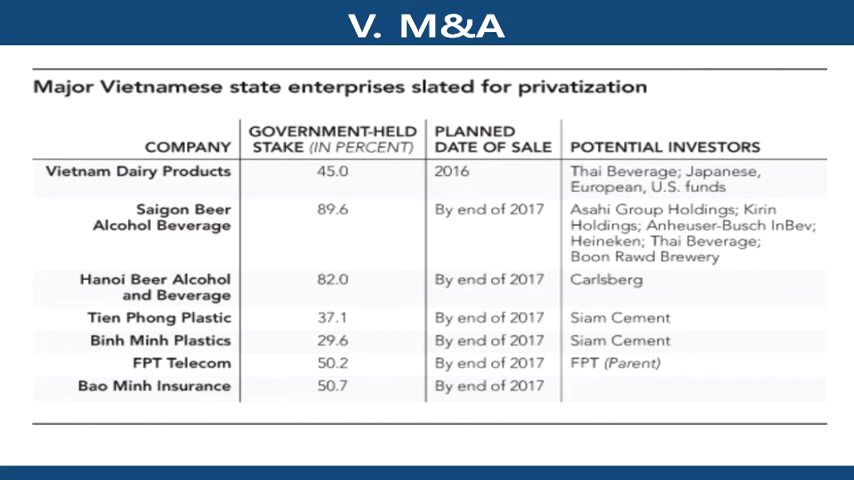 V. M&A
Major Vietnamese state enterprises slated for privatization
COMPANY
GOVERNMENT-HELD
STAKE (IN PERCENT)
PLANNED
DATE OF SALE
POTENTIAL INVESTORS
Vietnam Dairy Products
45.0
2016
Thai Beverage; Japanese,
European, U.S. funds
Saigon Beer
Alcohol Beverage
89.6
By end of 2017
Asahi Group Holdings; Kirin
Holdings; Anheuser-Busch InBev;
Heineken; Thai Beverage;
Boon Rawd Brewery
Hanoi Beer Alcohol
and Beverage
82.0
By end of 2017
Carlsberg
Tien Phong Plastic
37.1
By end of 2017
Siam Cement
Binh Minh Plastics
29.6
By end of 2017
Siam Cement
FPT Telecom
50.2
By end of 2017
FPT (Parent)
Bao Minh Insurance
50.7
By end of 2017